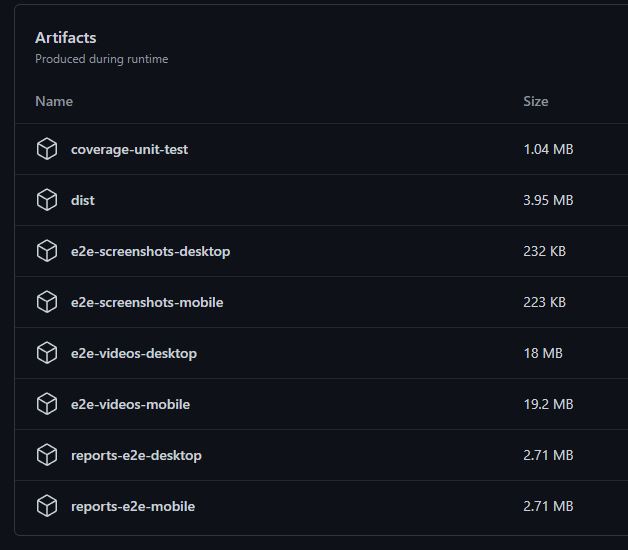 Artifacts
Produced during runtime
Name Size
coverage-unit-test 1.04 MB
dist 3.95 MB
e2e-screenshots-desktop 232 KB
e2e-screenshots-mobile 223 KB
e2e-videos-desktop 18 MB
e2e-videos-mobile 19.2 MB
reports-e2e-desktop 2.71 MB
reports-e2e-mobile 2.71 MB